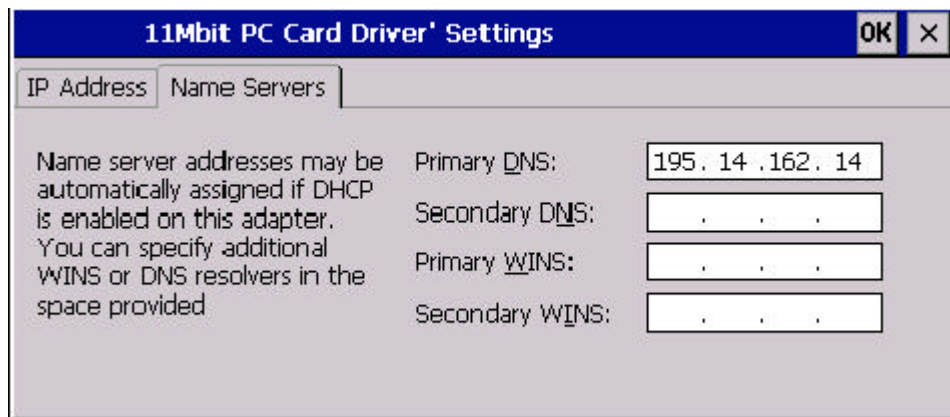 11Mbit PC Card Driver' Settings OK ×
IP Address Name Servers
Name server addresses may be
automatically assigned if DHCP
is enabled on this adapter.
You can specify additional
WINS or DNS resolvers in the
space provided
Primary DNS: 195. 14 .162. 14
Secondary DNS: . . .
Primary WINS: . . .
Secondary WINS: . . .